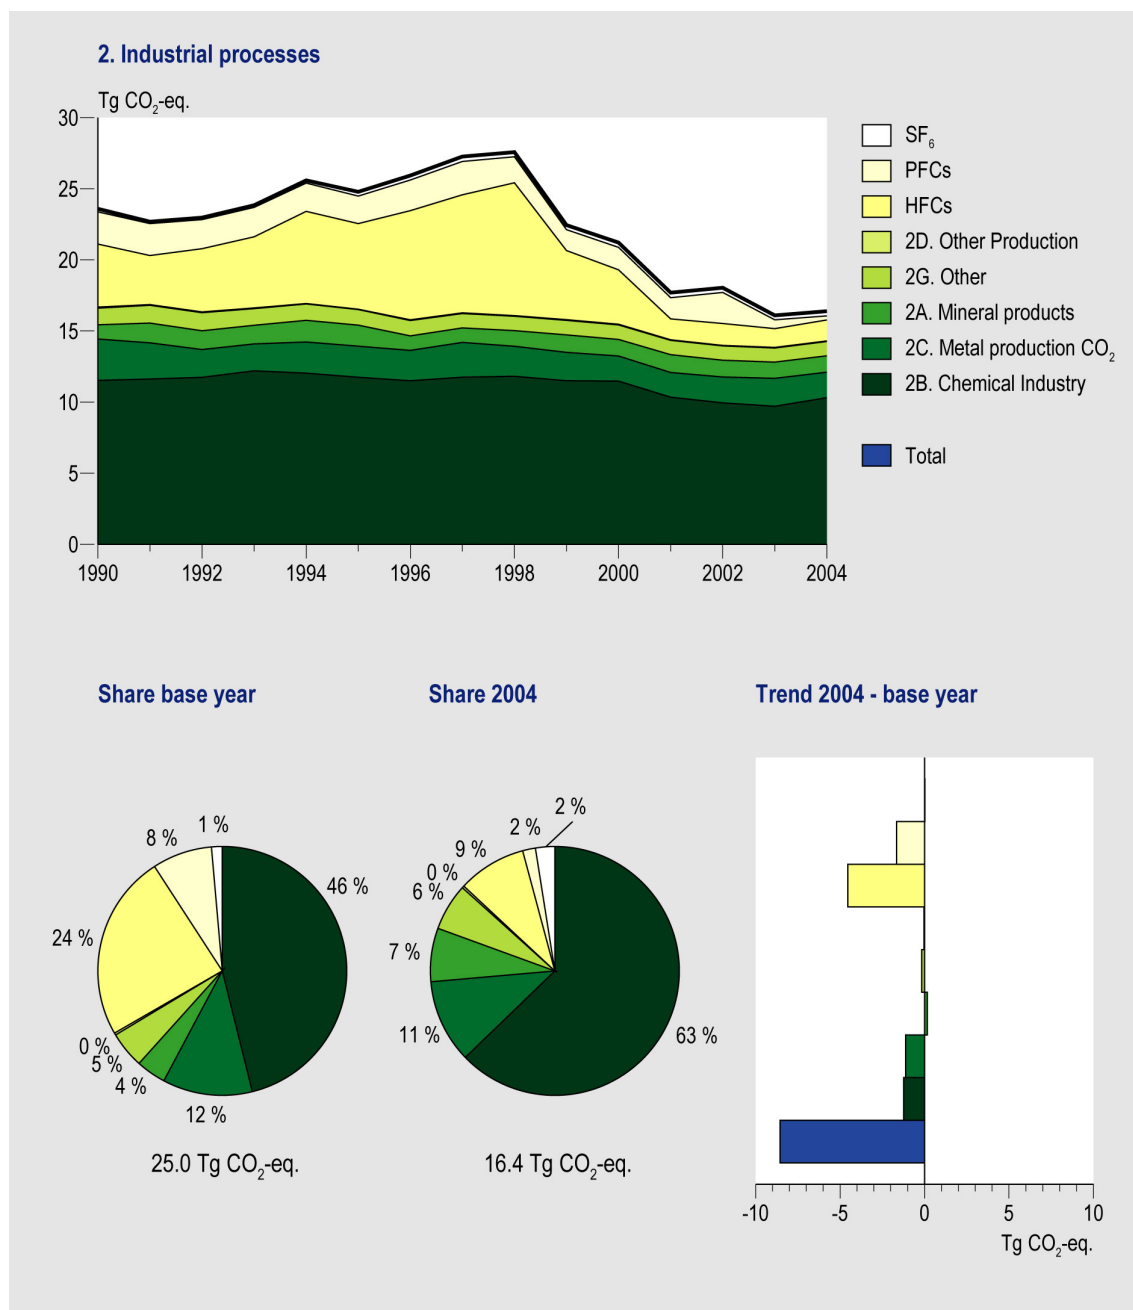 2. Industrial processes
Tg CO₂-eq.
30
25
20
15
10
5
0
1990 1992 1994 1996 1998 2000 2002 2004
SF₆
PFCs
HFCs
2D. Other Production
2G. Other
2A. Mineral products
2C. Metal production CO₂
2B. Chemical Industry
Total
Share base year
1 %
8 %
46 %
24 %
0 %
5 %
4 %
12 %
25.0 Tg CO₂-eq.
Share 2004
2 %
2 %
9 %
0 %
6 %
7 %
11 %
63 %
16.4 Tg CO₂-eq.
Trend 2004 - base year
-10 -5 0 5 10
Tg CO₂-eq.